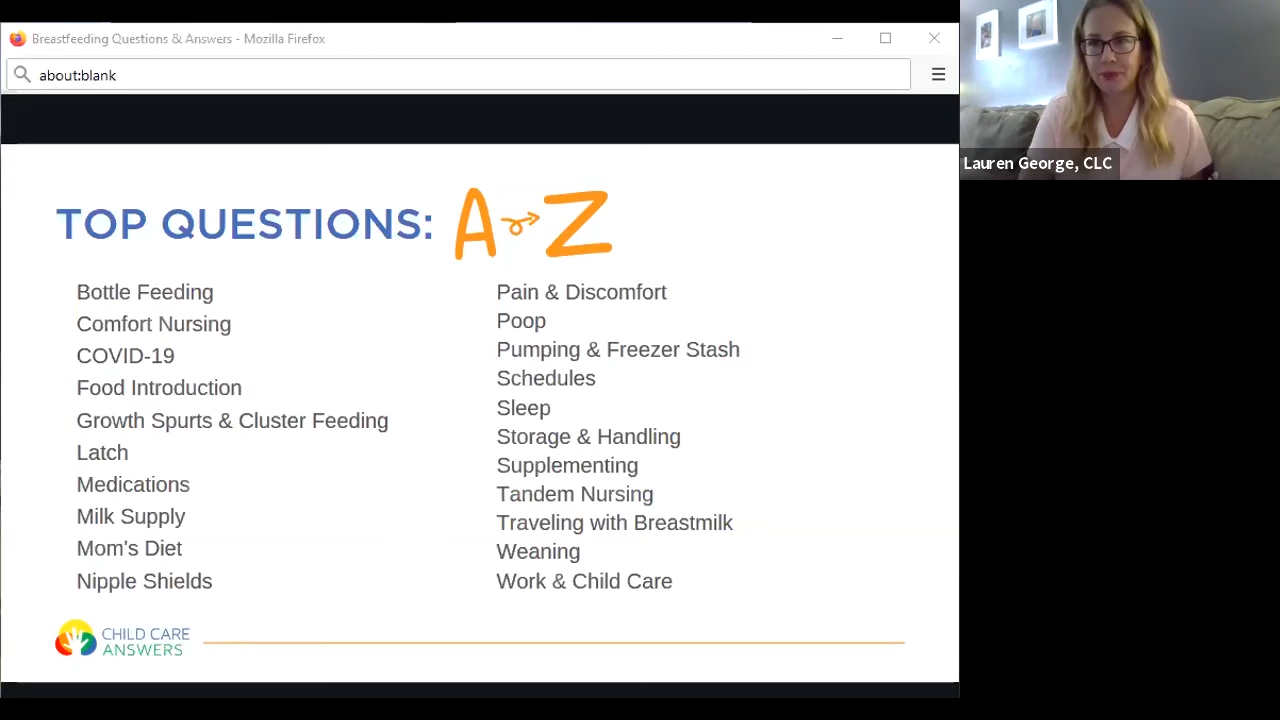 Breastfeeding Questions & Answers - Mozilla Firefox
about:blank
Lauren George, CLC
TOP QUESTIONS: A Z
Bottle Feeding
Comfort Nursing
COVID-19
Food Introduction
Growth Spurts & Cluster Feeding
Latch
Medications
Milk Supply
Mom's Diet
Nipple Shields
Pain & Discomfort
Poop
Pumping & Freezer Stash
Schedules
Sleep
Storage & Handling
Supplementing
Tandem Nursing
Traveling with Breastmilk
Weaning
Work & Child Care
CHILD CARE
ANSWERS